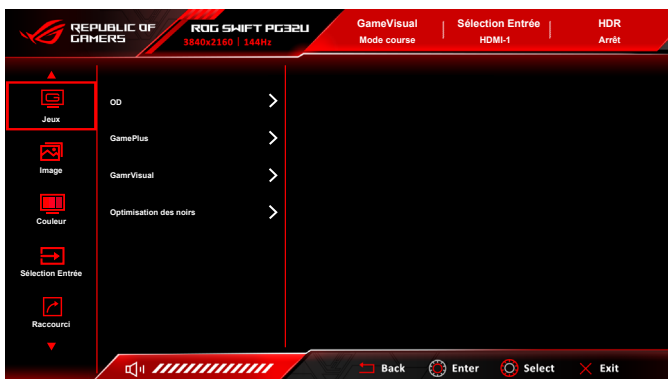 REPUBLIC OF
GAMERS
ROG SWIFT PG32U
3840x2160 | 144Hz
GameVisual
Mode course
Sélection Entrée
HDMI-1
HDR
Arrêt
Jeux
Image
Couleur
Sélection Entrée
Raccourci
OD
GamePlus
GamrVisual
Optimisation des noirs
Back
Enter
Select
Exit